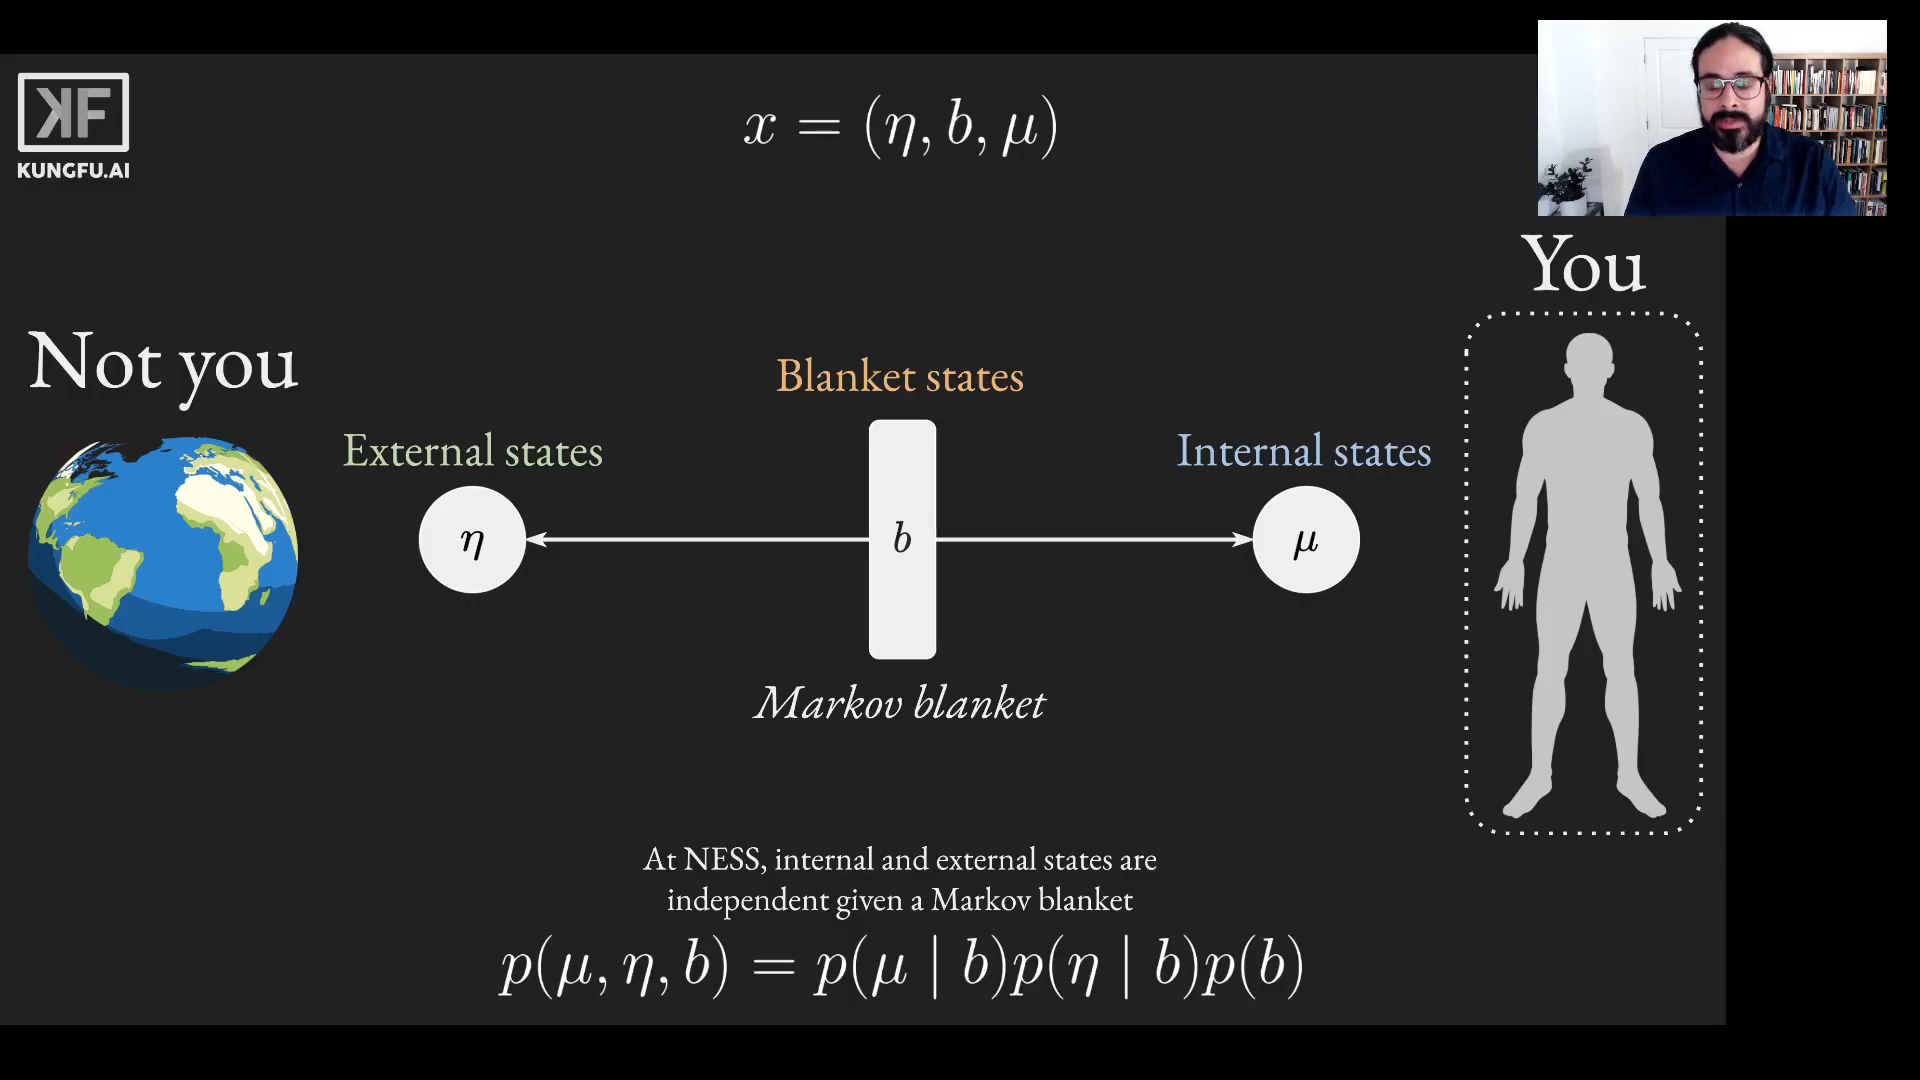 KF
KUNGFU.AI
x = (η, b, μ)
You
Not you
Blanket states
External states
Internal states
η
b
μ
Markov blanket
At NESS, internal and external states are
independent given a Markov blanket
p(μ, η, b) = p(μ | b)p(η | b)p(b)